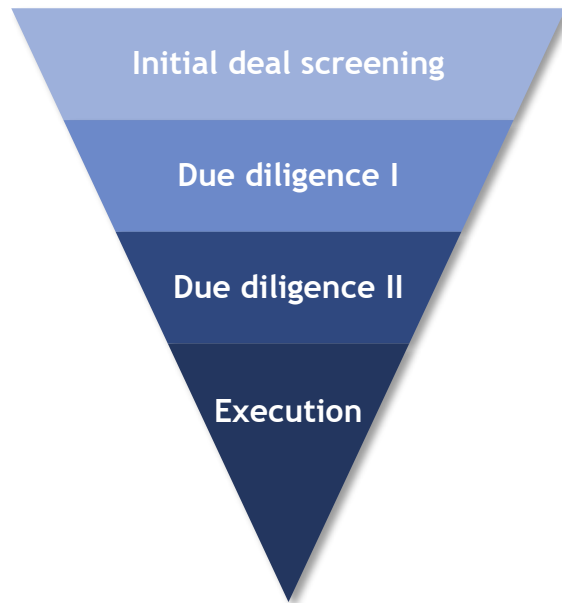 Initial deal screening
Due diligence I
Due diligence II
Execution